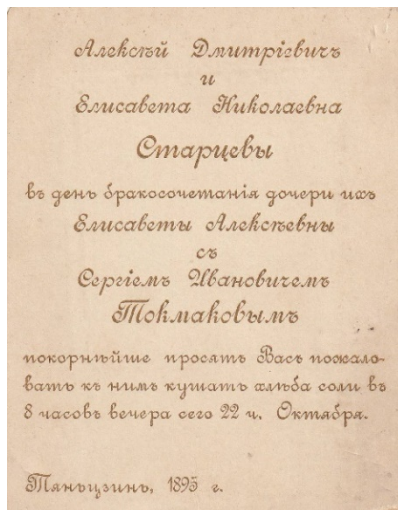 Алексѣй Дмитріевичъ
и
Елисавета Николаевна
Старцевы
въ день бракосочетанія дочери ихъ
Елисаветы Алексѣевны
съ
Сергіемъ Ивановичемъ
Токмаковымъ
покорнѣйше просятъ Васъ пожало-
вать къ нимъ кушать хлѣба соли въ
8 часовъ вечера сего 22 ч. Октября.
Тяньцзинъ, 1895 г.